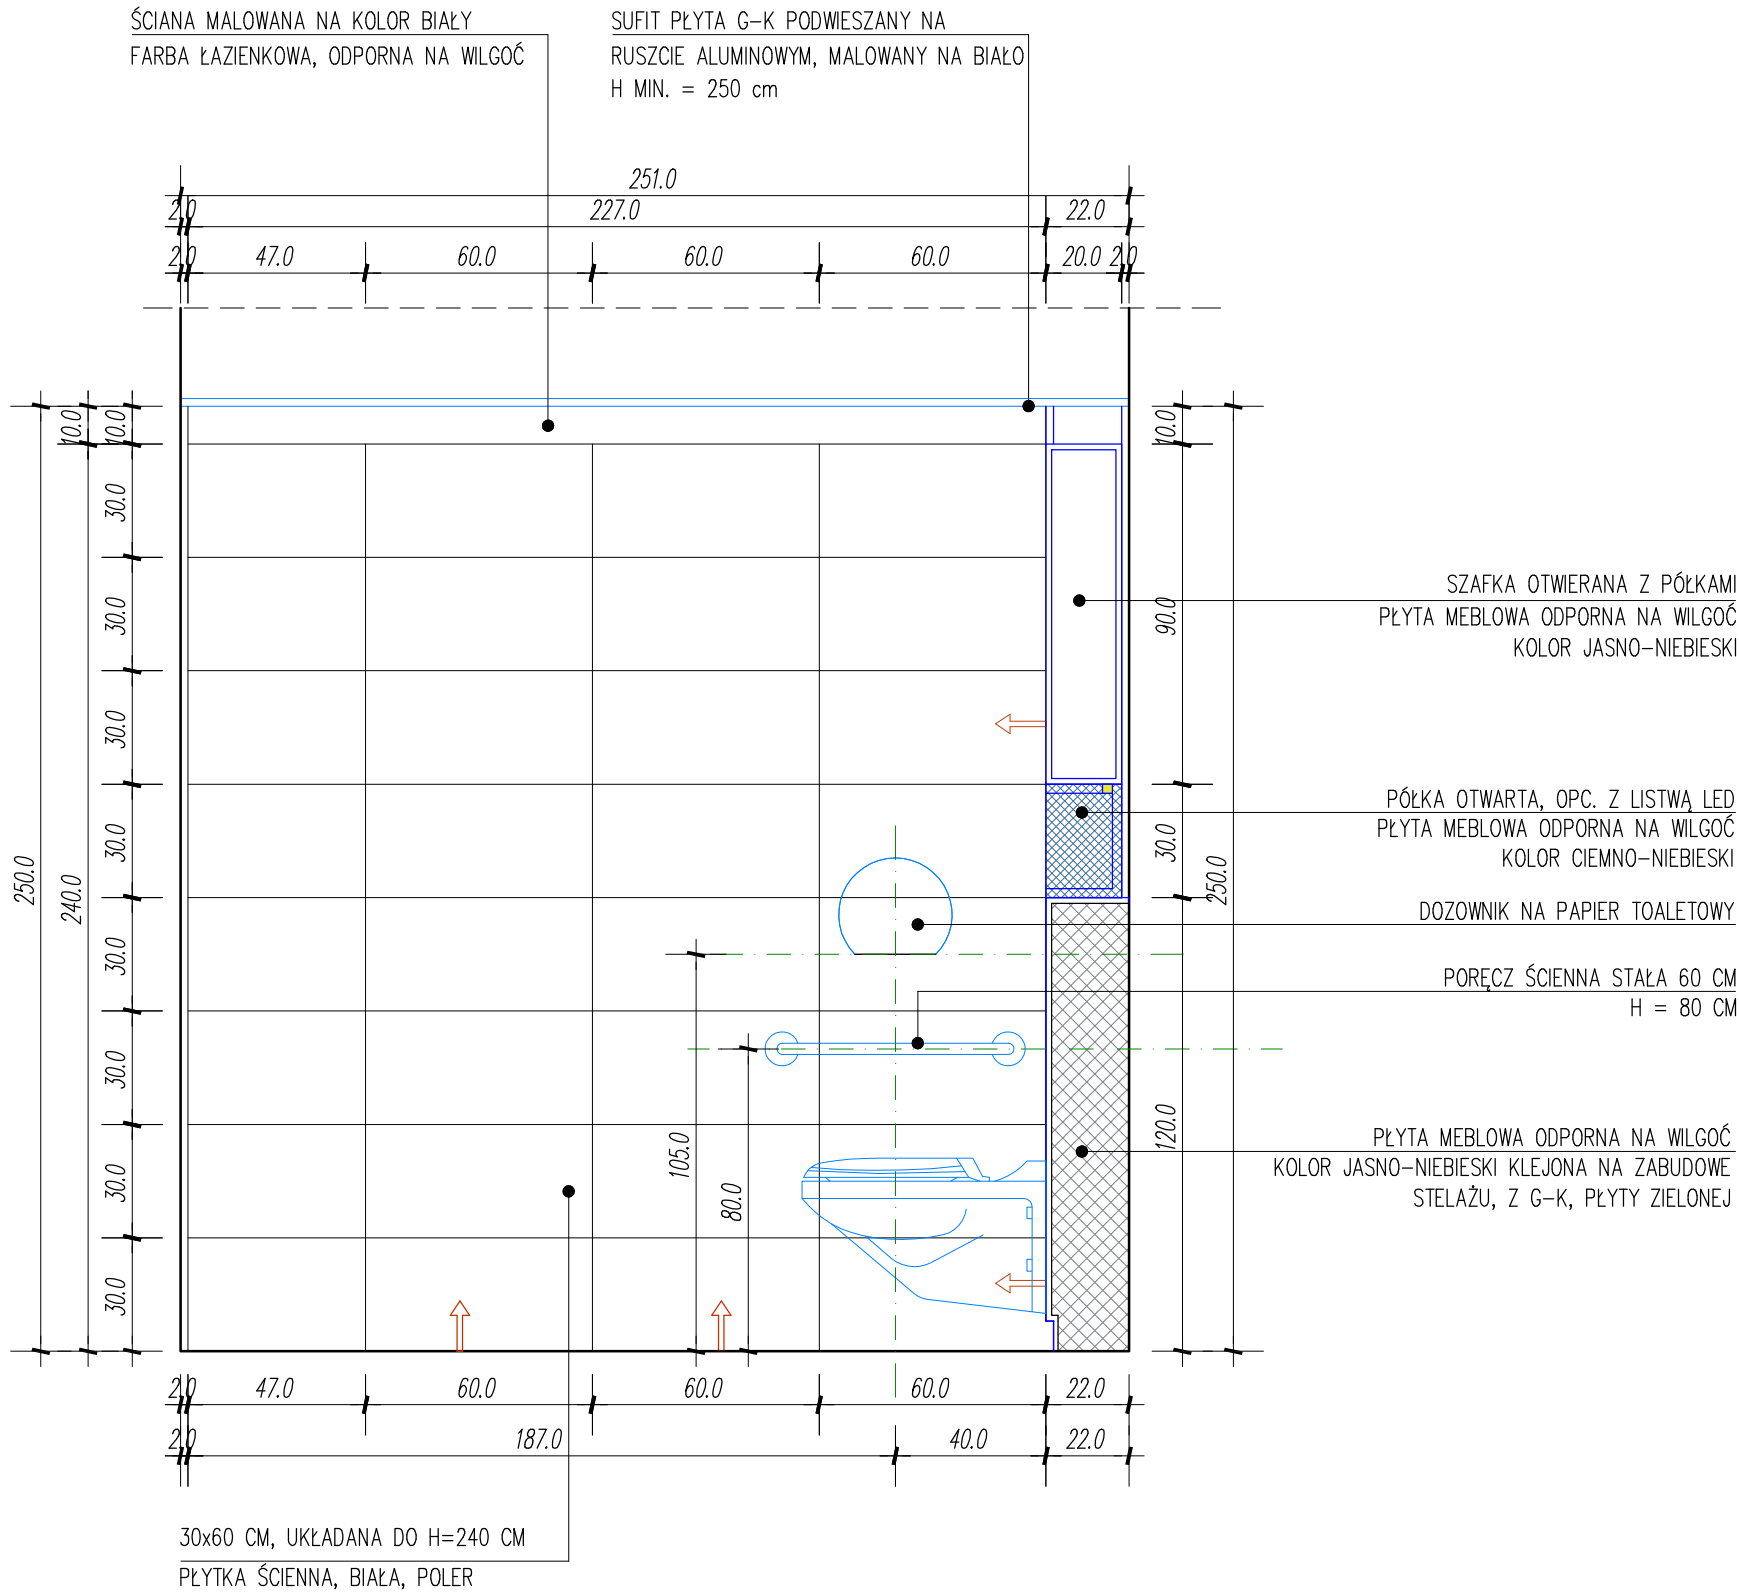 ŚCIANA MALOWANA NA KOLOR BIAŁY
FARBA ŁAZIENKOWA, ODPORNA NA WILGOĆ
SUFIT PŁYTA G-K PODWIESZANY NA
RUSZCIE ALUMINOWYM, MALOWANY NA BIAŁO
H MIN. = 250 cm
251.0
2.0 227.0 22.0
2.0 47.0 60.0 60.0 60.0 20.0 2.0
250.0
10.0
240.0
10.0
30.0
30.0
30.0
30.0
30.0
30.0
30.0
30.0
105.0
80.0
10.0
90.0
30.0
120.0
250.0
SZAFKA OTWIERANA Z PÓŁKAMI
PŁYTA MEBLOWA ODPORNA NA WILGOĆ
KOLOR JASNO-NIEBIESKI
PÓŁKA OTWARTA, OPC. Z LISTWĄ LED
PŁYTA MEBLOWA ODPORNA NA WILGOĆ
KOLOR CIEMNO-NIEBIESKI
DOZOWNIK NA PAPIER TOALETOWY
PORĘCZ ŚCIENNA STAŁA 60 CM
H = 80 CM
PŁYTA MEBLOWA ODPORNA NA WILGOĆ
KOLOR JASNO-NIEBIESKI KLEJONA NA ZABUDOWE
STELAŻU, Z G-K, PŁYTY ZIELONEJ
2.0 47.0 60.0 60.0 60.0 22.0
2.0 187.0 40.0 22.0
30x60 CM, UKŁADANA DO H=240 CM
PŁYTKA ŚCIENNA, BIAŁA, POLER